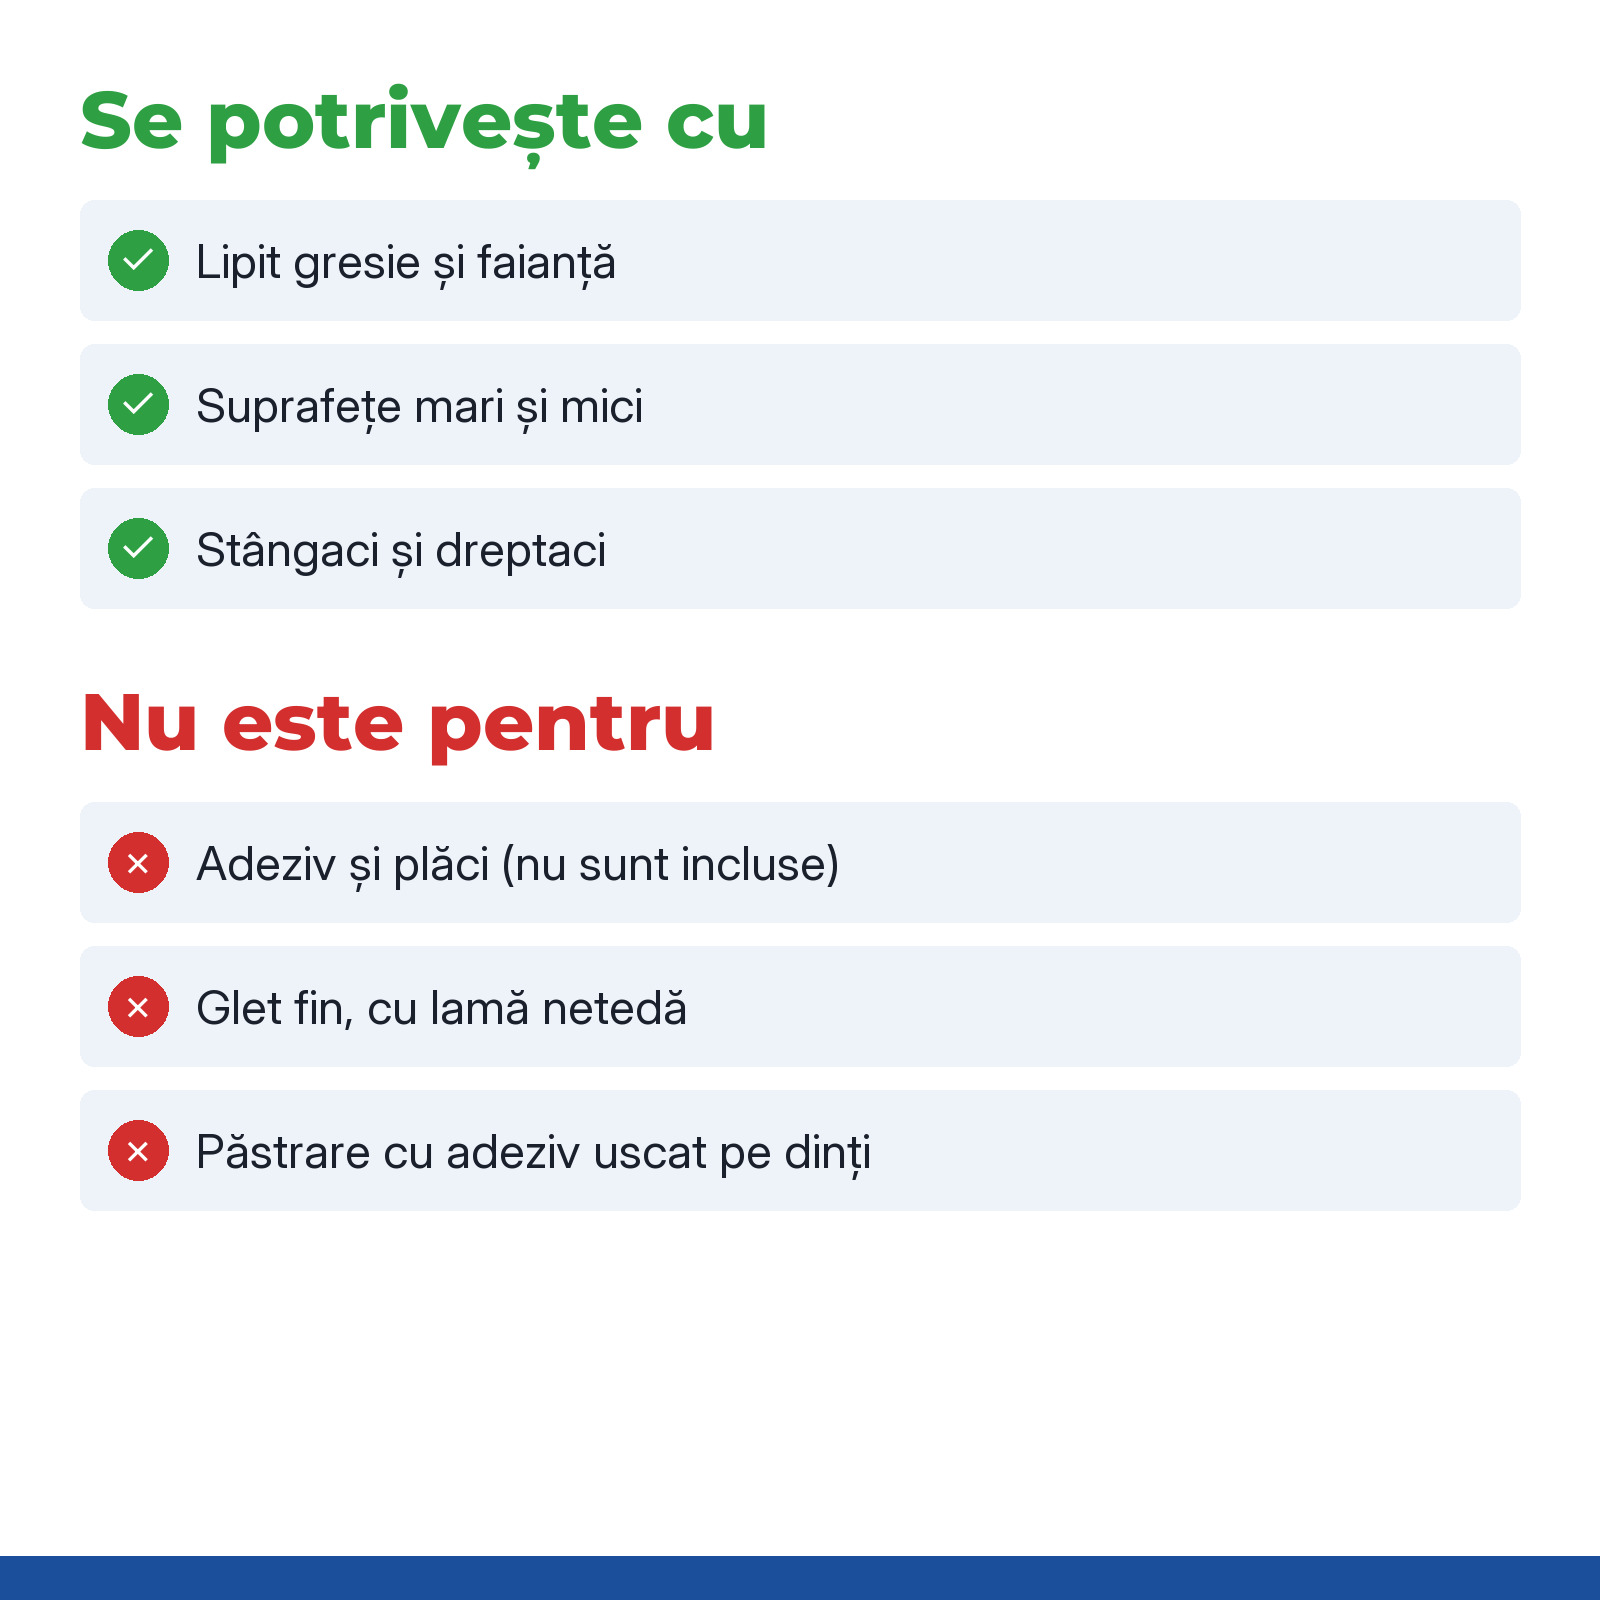 Se potrivește cu
Lipit gresie și faianță
Suprafețe mari și mici
Stângaci și dreptaci
Nu este pentru
Adeziv și plăci (nu sunt incluse)
Glet fin, cu lamă netedă
Păstrare cu adeziv uscat pe dinți